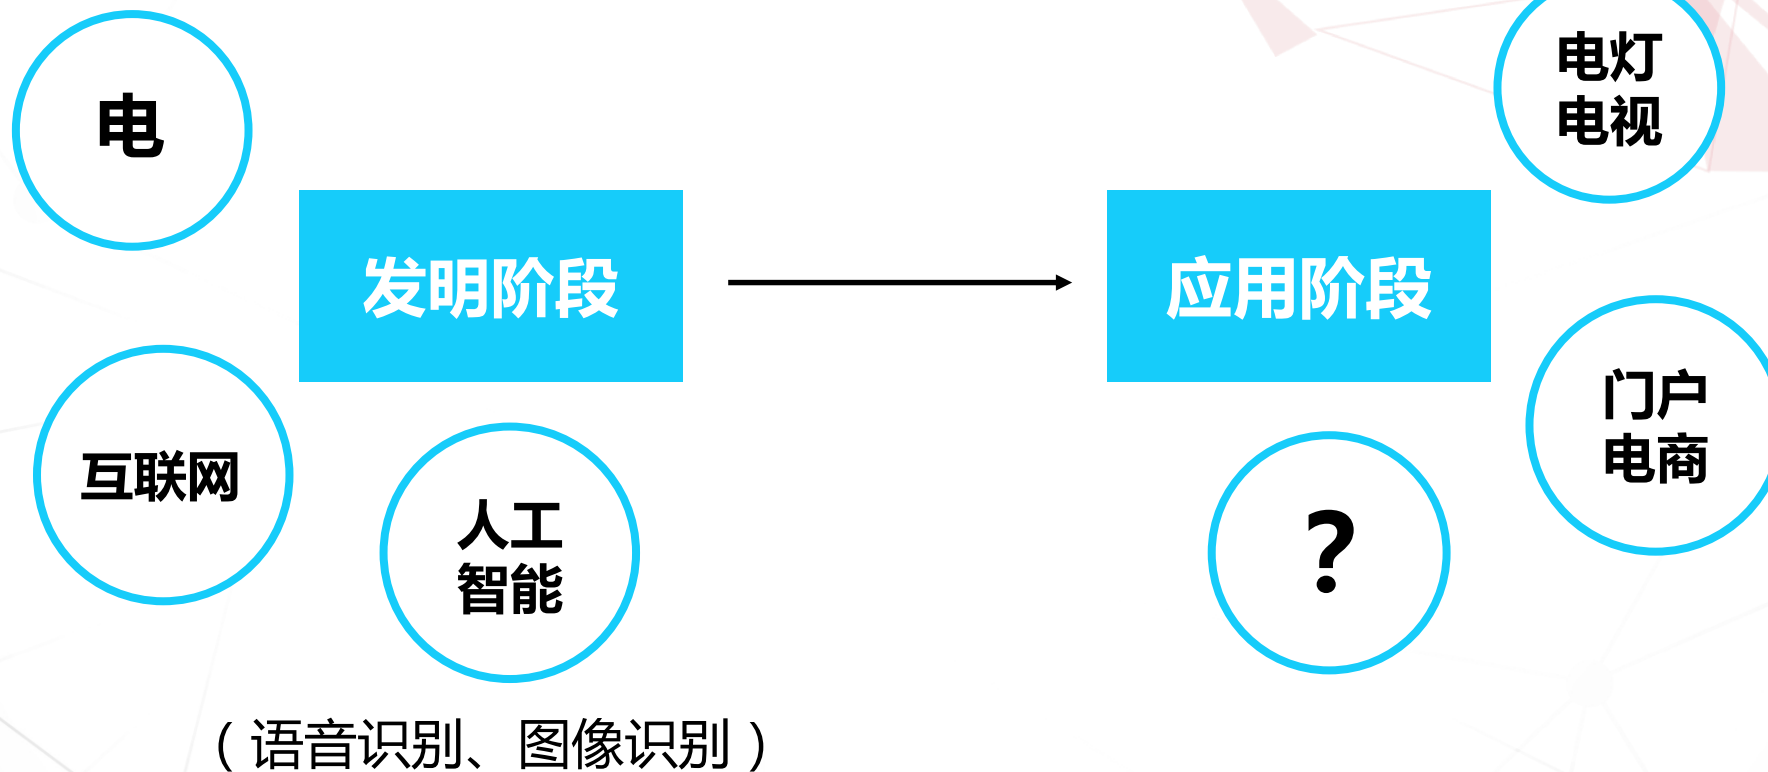 电
电灯
电视
发明阶段
应用阶段
互联网
人工
智能
?
门户
电商
（语音识别、图像识别）